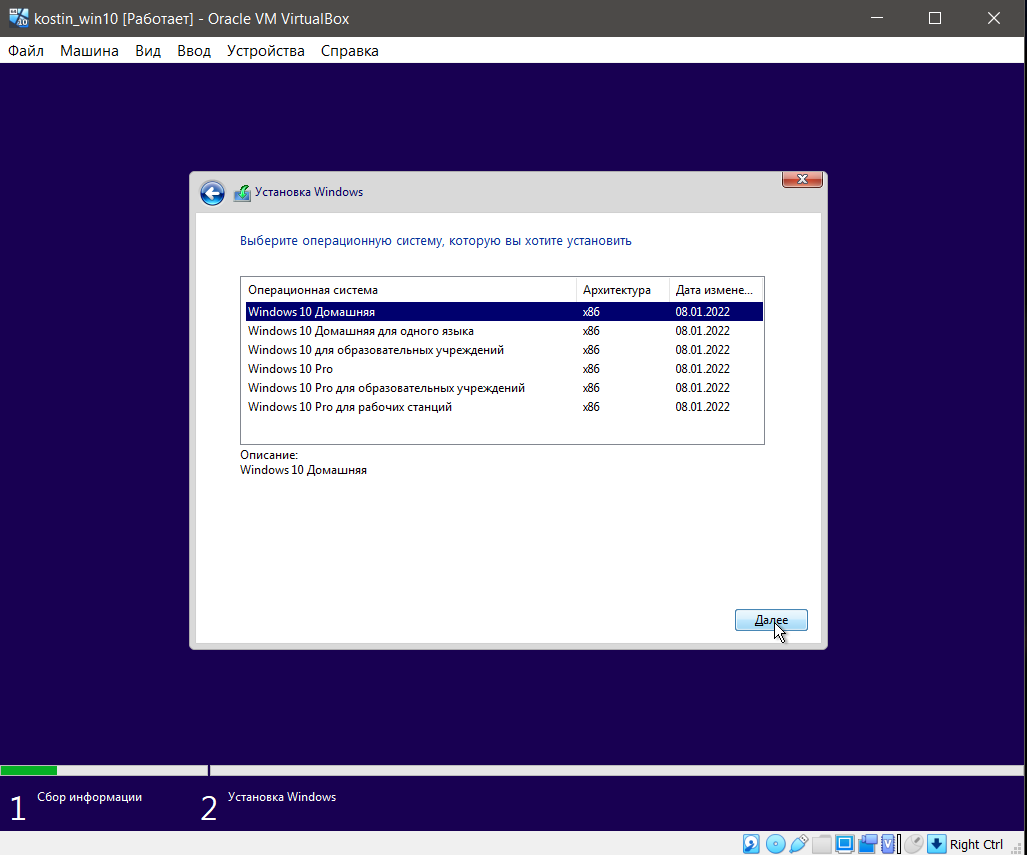 kostin_win10 [Работает] - Oracle VM VirtualBox
Файл Машина Вид Ввод Устройства Справка
Установка Windows
Выберите операционную систему, которую вы хотите установить
Операционная система Архитектура Дата измене...
Windows 10 Домашняя x86 08.01.2022
Windows 10 Домашняя для одного языка x86 08.01.2022
Windows 10 для образовательных учреждений x86 08.01.2022
Windows 10 Pro x86 08.01.2022
Windows 10 Pro для образовательных учреждений x86 08.01.2022
Windows 10 Pro для рабочих станций x86 08.01.2022
Описание:
Windows 10 Домашняя
Далее
1 Сбор информации 2 Установка Windows
Right Ctrl